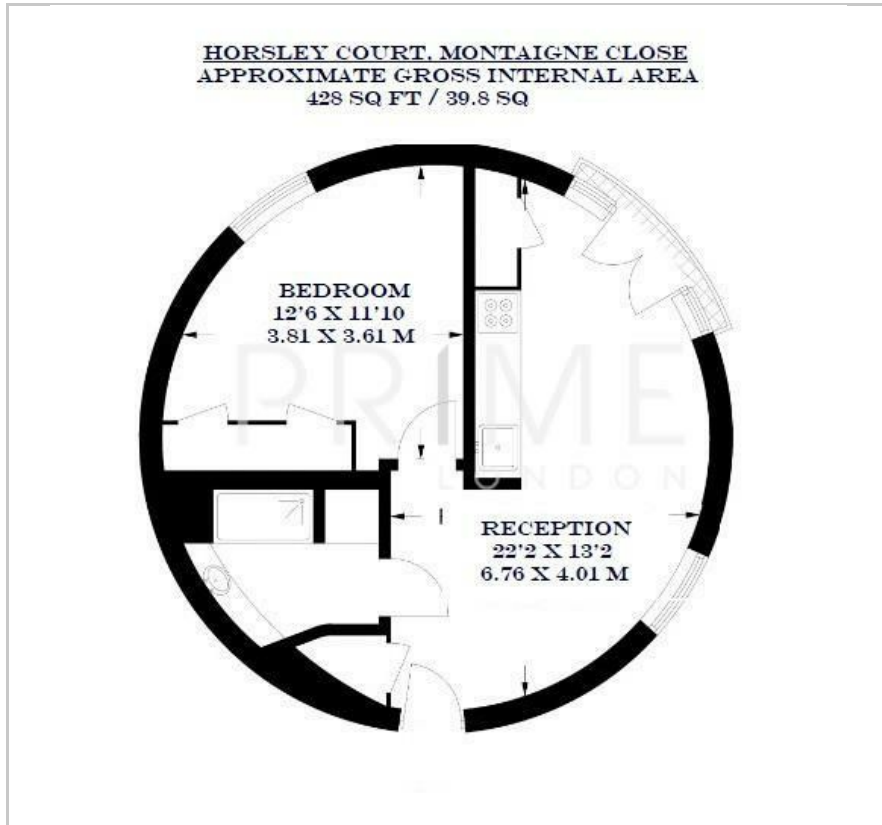 HORSLEY COURT, MONTAIGNE CLOSE
APPROXIMATE GROSS INTERNAL AREA
428 SQ FT / 39.8 SQ
BEDROOM
12'6 X 11'10
3.81 X 3.61 M
PRIME
LONDON
RECEPTION
22'2 X 13'2
6.76 X 4.01 M